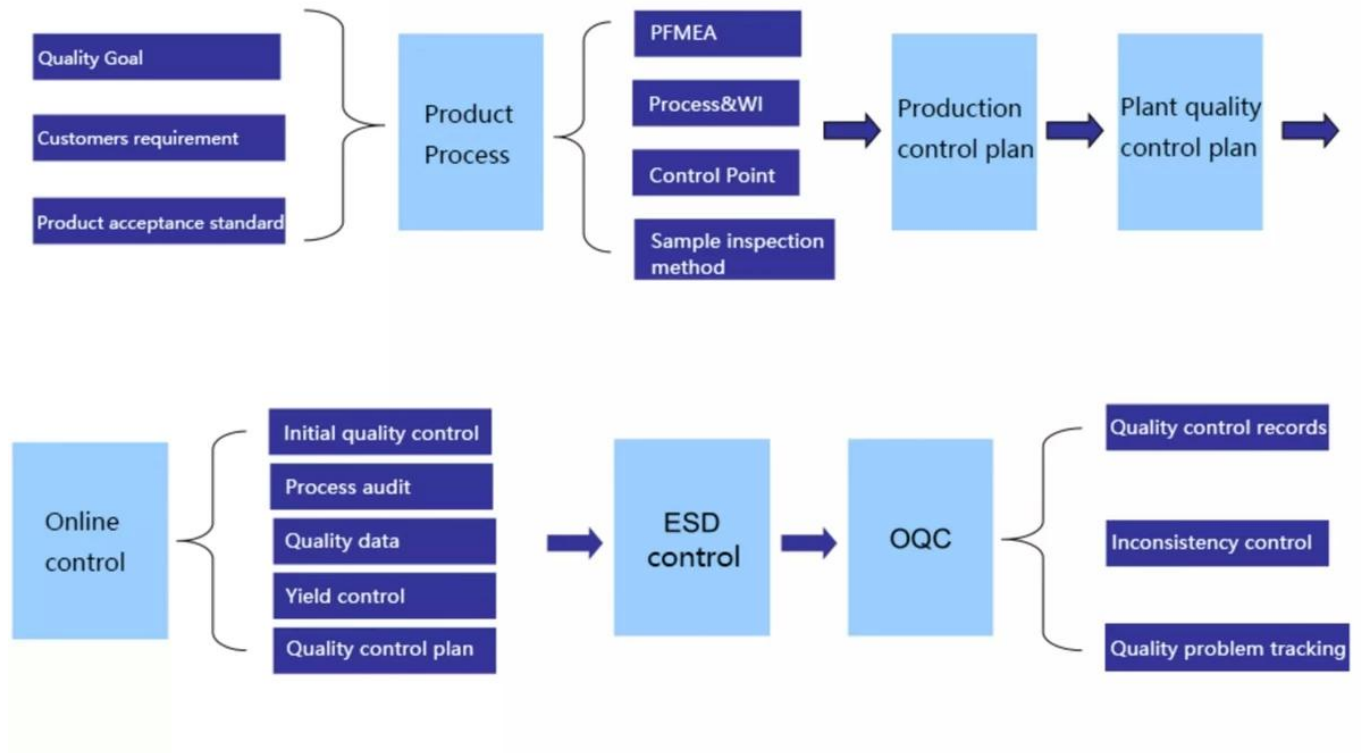 Quality Goal
Customers requirement
Product acceptance standard
Product
Process
PFMEA
Process&WI
Control Point
Sample inspection
method
Production
control plan
Plant quality
control plan
Online
control
Initial quality control
Process audit
Quality data
Yield control
Quality control plan
ESD
control
OQC
Quality control records
Inconsistency control
Quality problem tracking